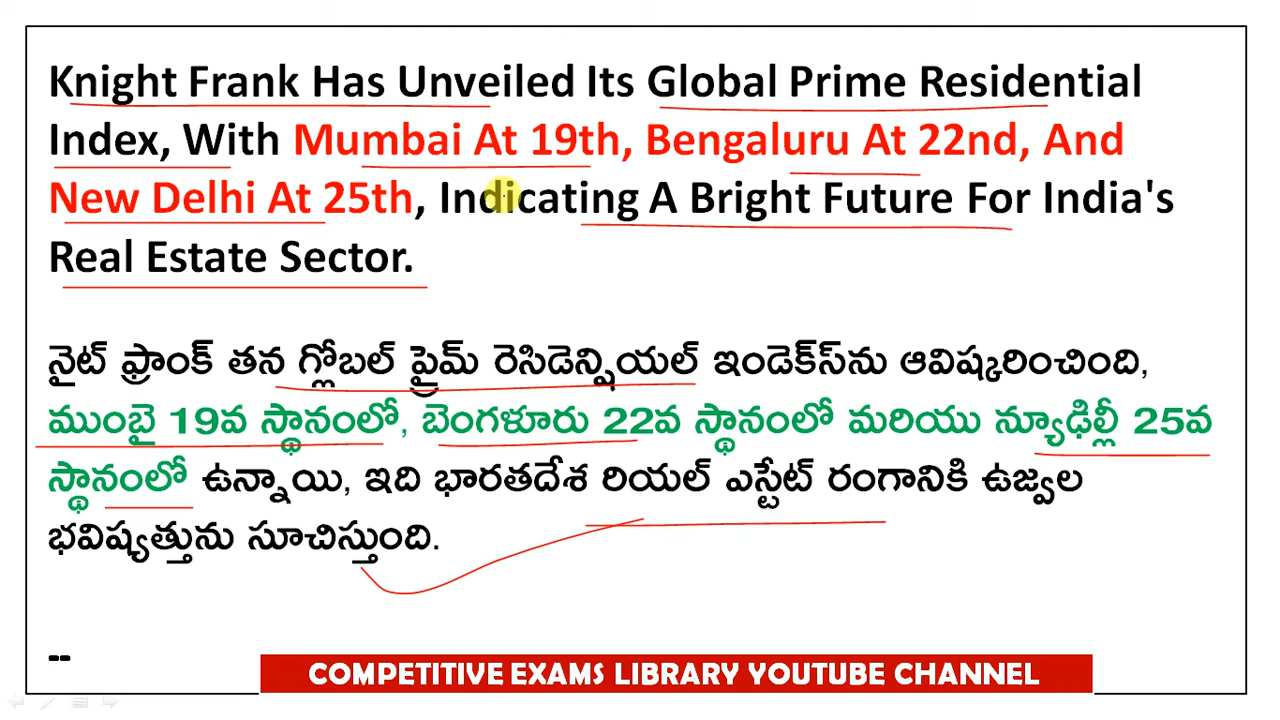 Knight Frank Has Unveiled Its Global Prime Residential
Index, With Mumbai At 19th, Bengaluru At 22nd, And
New Delhi At 25th, Indicating A Bright Future For India's
Real Estate Sector.
నైట్ ఫ్రాంక్ తన గ్లోబల్ ప్రైమ్ రెసిడెన్షియల్ ఇండెక్స్‌ను ఆవిష్కరించింది,
ముంబై 19వ స్థానంలో, బెంగళూరు 22వ స్థానంలో మరియు న్యూఢిల్లీ 25వ
స్థానంలో ఉన్నాయి, ఇది భారతదేశ రియల్ ఎస్టేట్ రంగానికి ఉజ్వల
భవిష్యత్తును సూచిస్తుంది.
--
COMPETITIVE EXAMS LIBRARY YOUTUBE CHANNEL